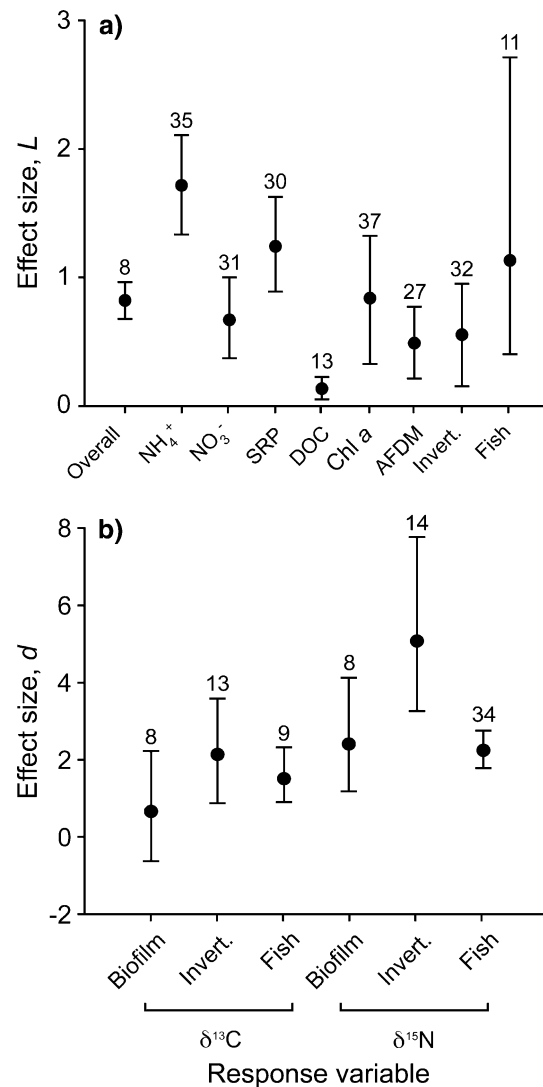 a)
Effect size, L
3
2
1
0
8
35
31
30
13
37
27
32
11
Overall
NH₄⁺
NO₃⁻
SRP
DOC
Chl a
AFDM
Invert.
Fish
b)
Effect size, d
8
6
4
2
0
-2
8
13
9
8
14
34
Biofilm
Invert.
Fish
Biofilm
Invert.
Fish
δ¹³C
δ¹⁵N
Response variable